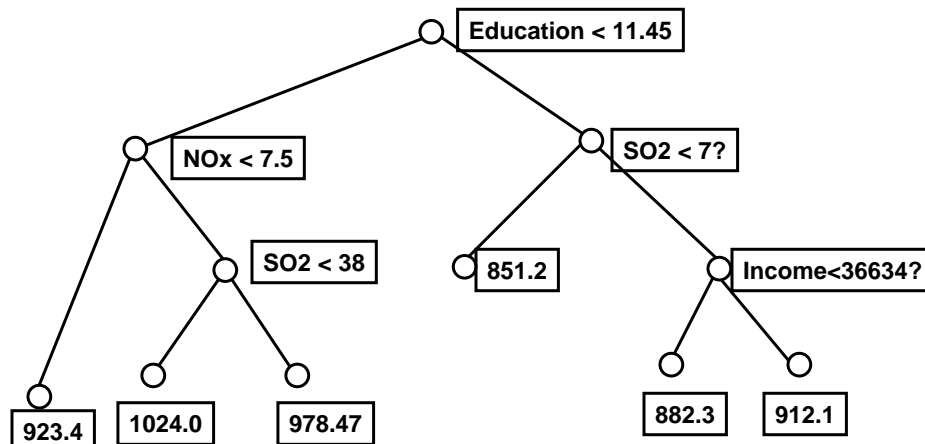 Education < 11.45
NOx < 7.5
SO2 < 7?
SO2 < 38
851.2
Income<36634?
923.4
1024.0
978.47
882.3
912.1